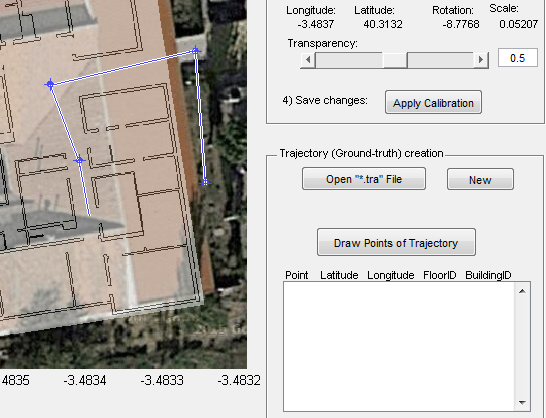 Longitude: Latitude: Rotation: Scale:
-3.4837 40.3132 -8.7768 0.05207
Transparency:
0.5
4) Save changes: Apply Calibration
Trajectory (Ground-truth) creation
Open "*.tra" File New
Draw Points of Trajectory
Point Latitude Longitude FloorID BuildingID
.4835 -3.4834 -3.4833 -3.4832